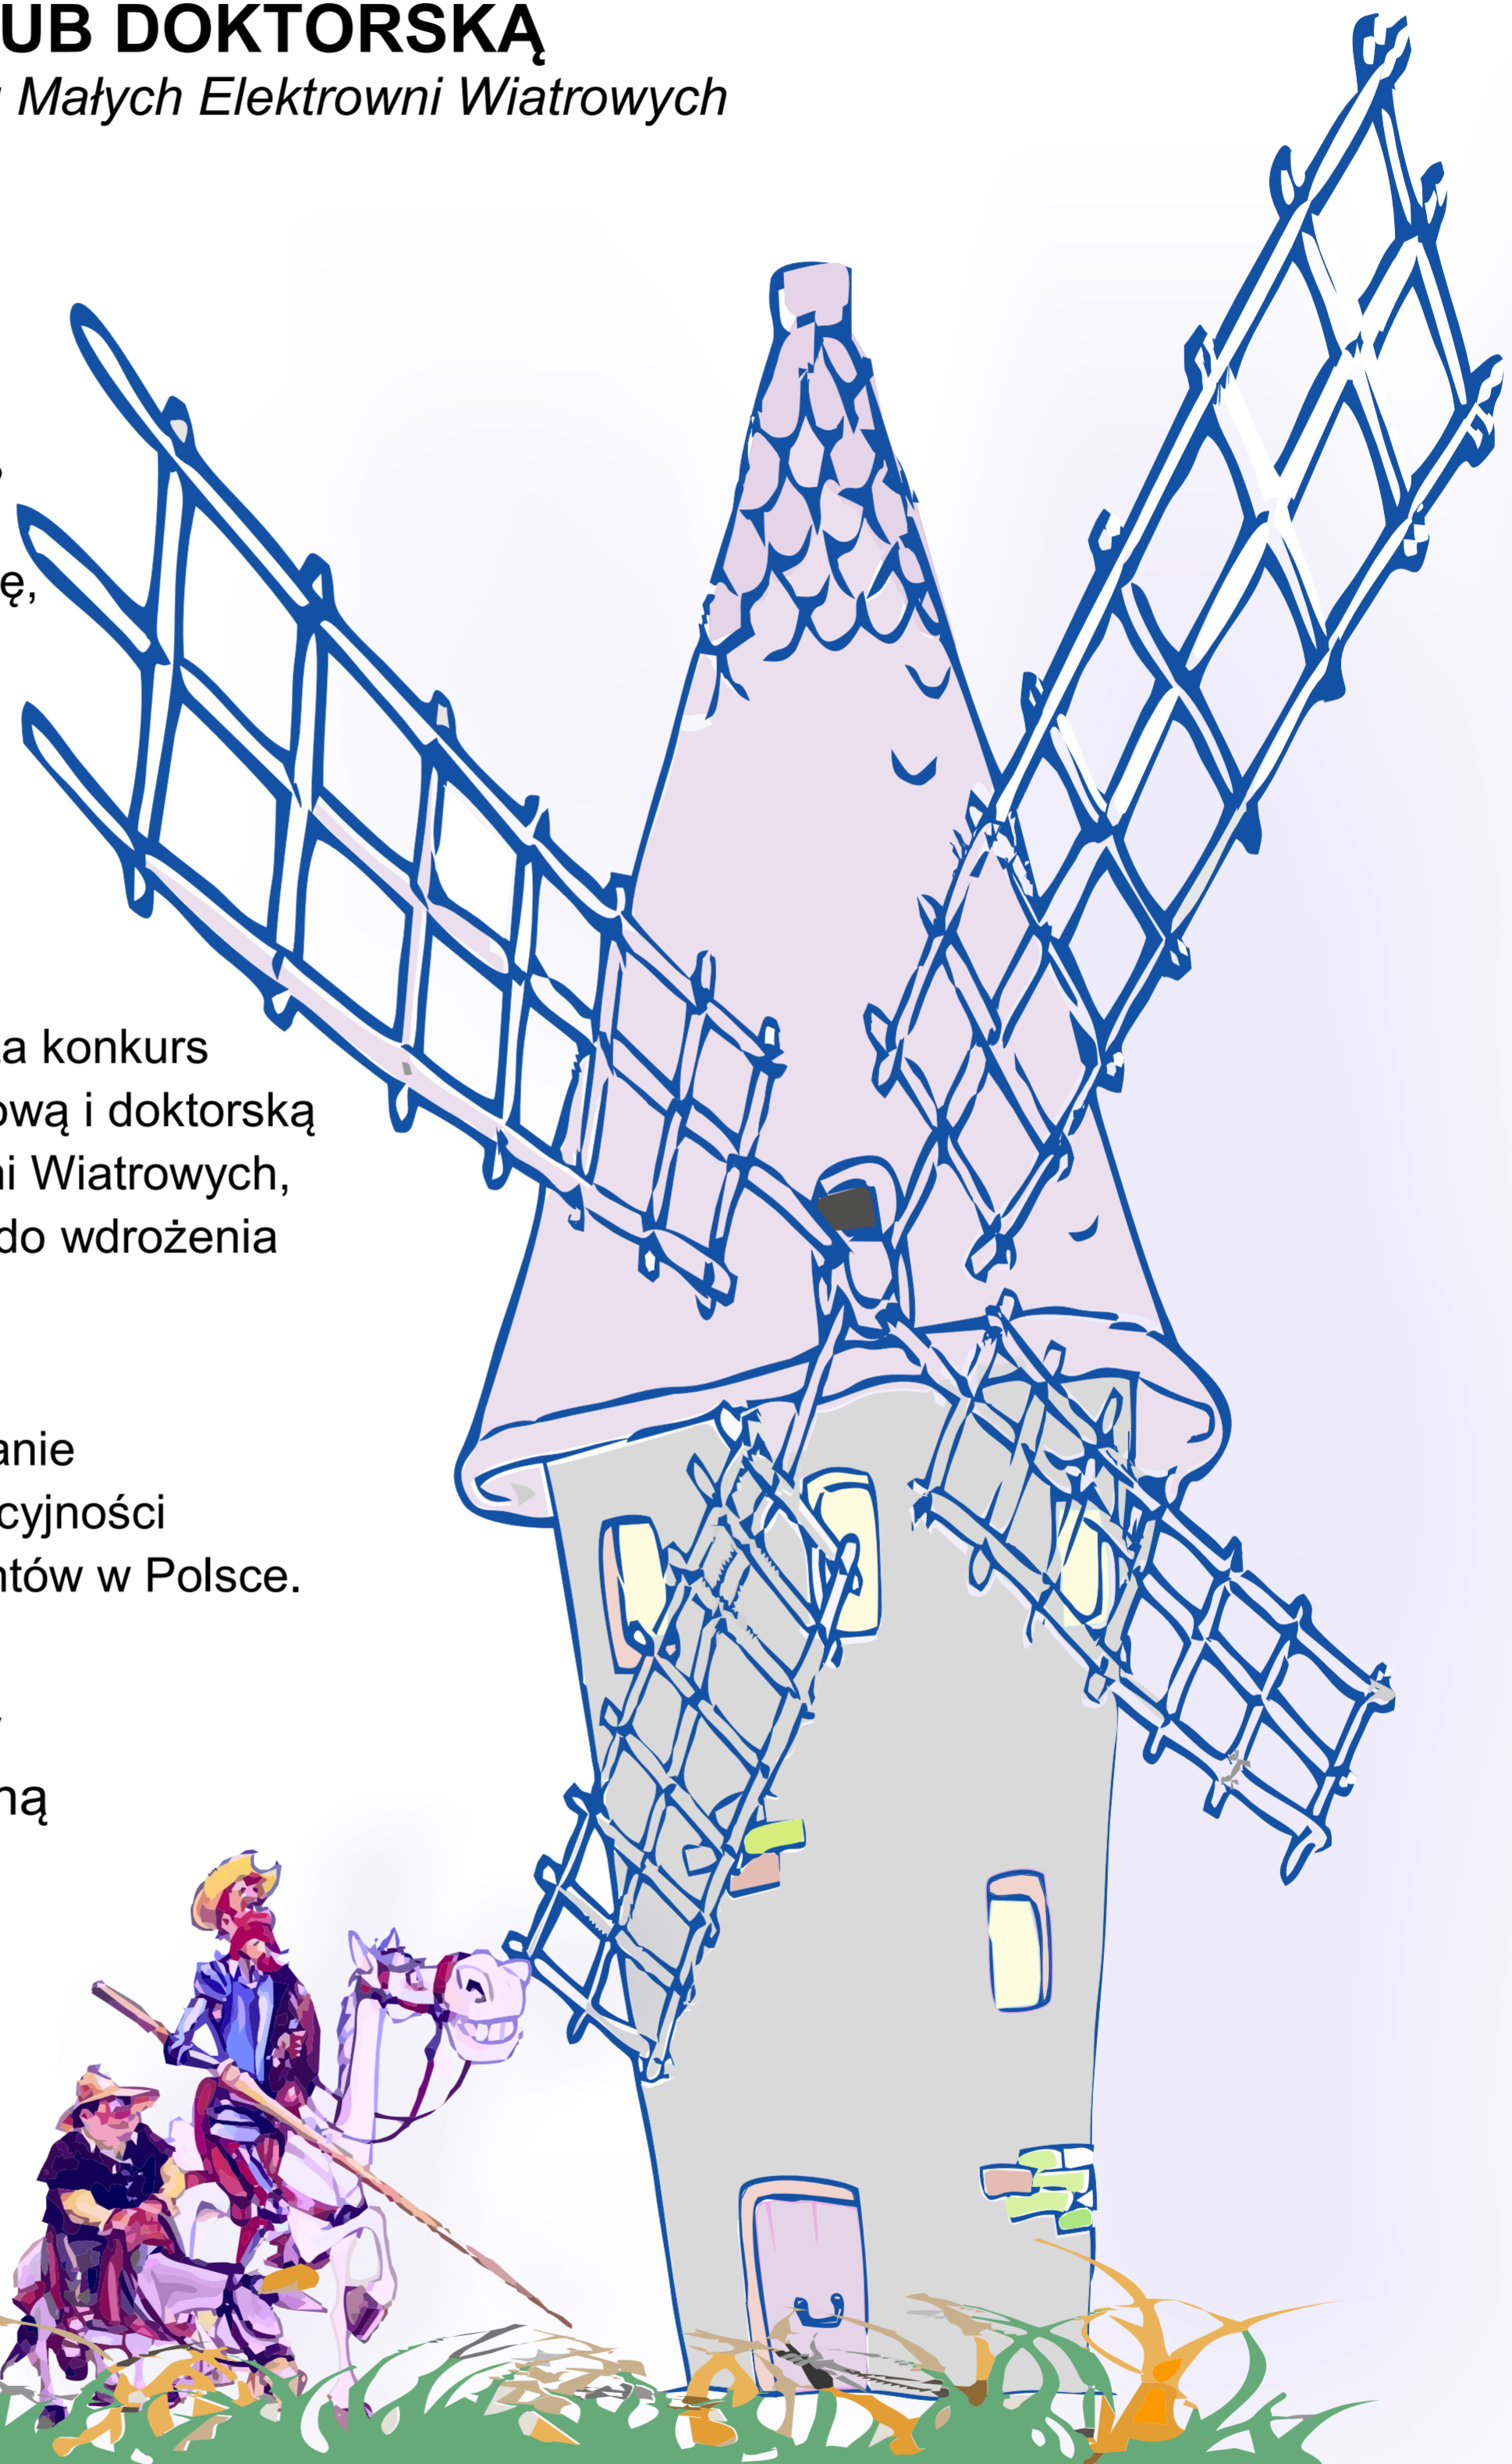 UB DOKTORSKĄ
Małych Elektrowni Wiatrowych
ę,
a konkurs
ową i doktorską
i Wiatrowych,
do wdrożenia
anie
cyjności
ntów w Polsce.
ną